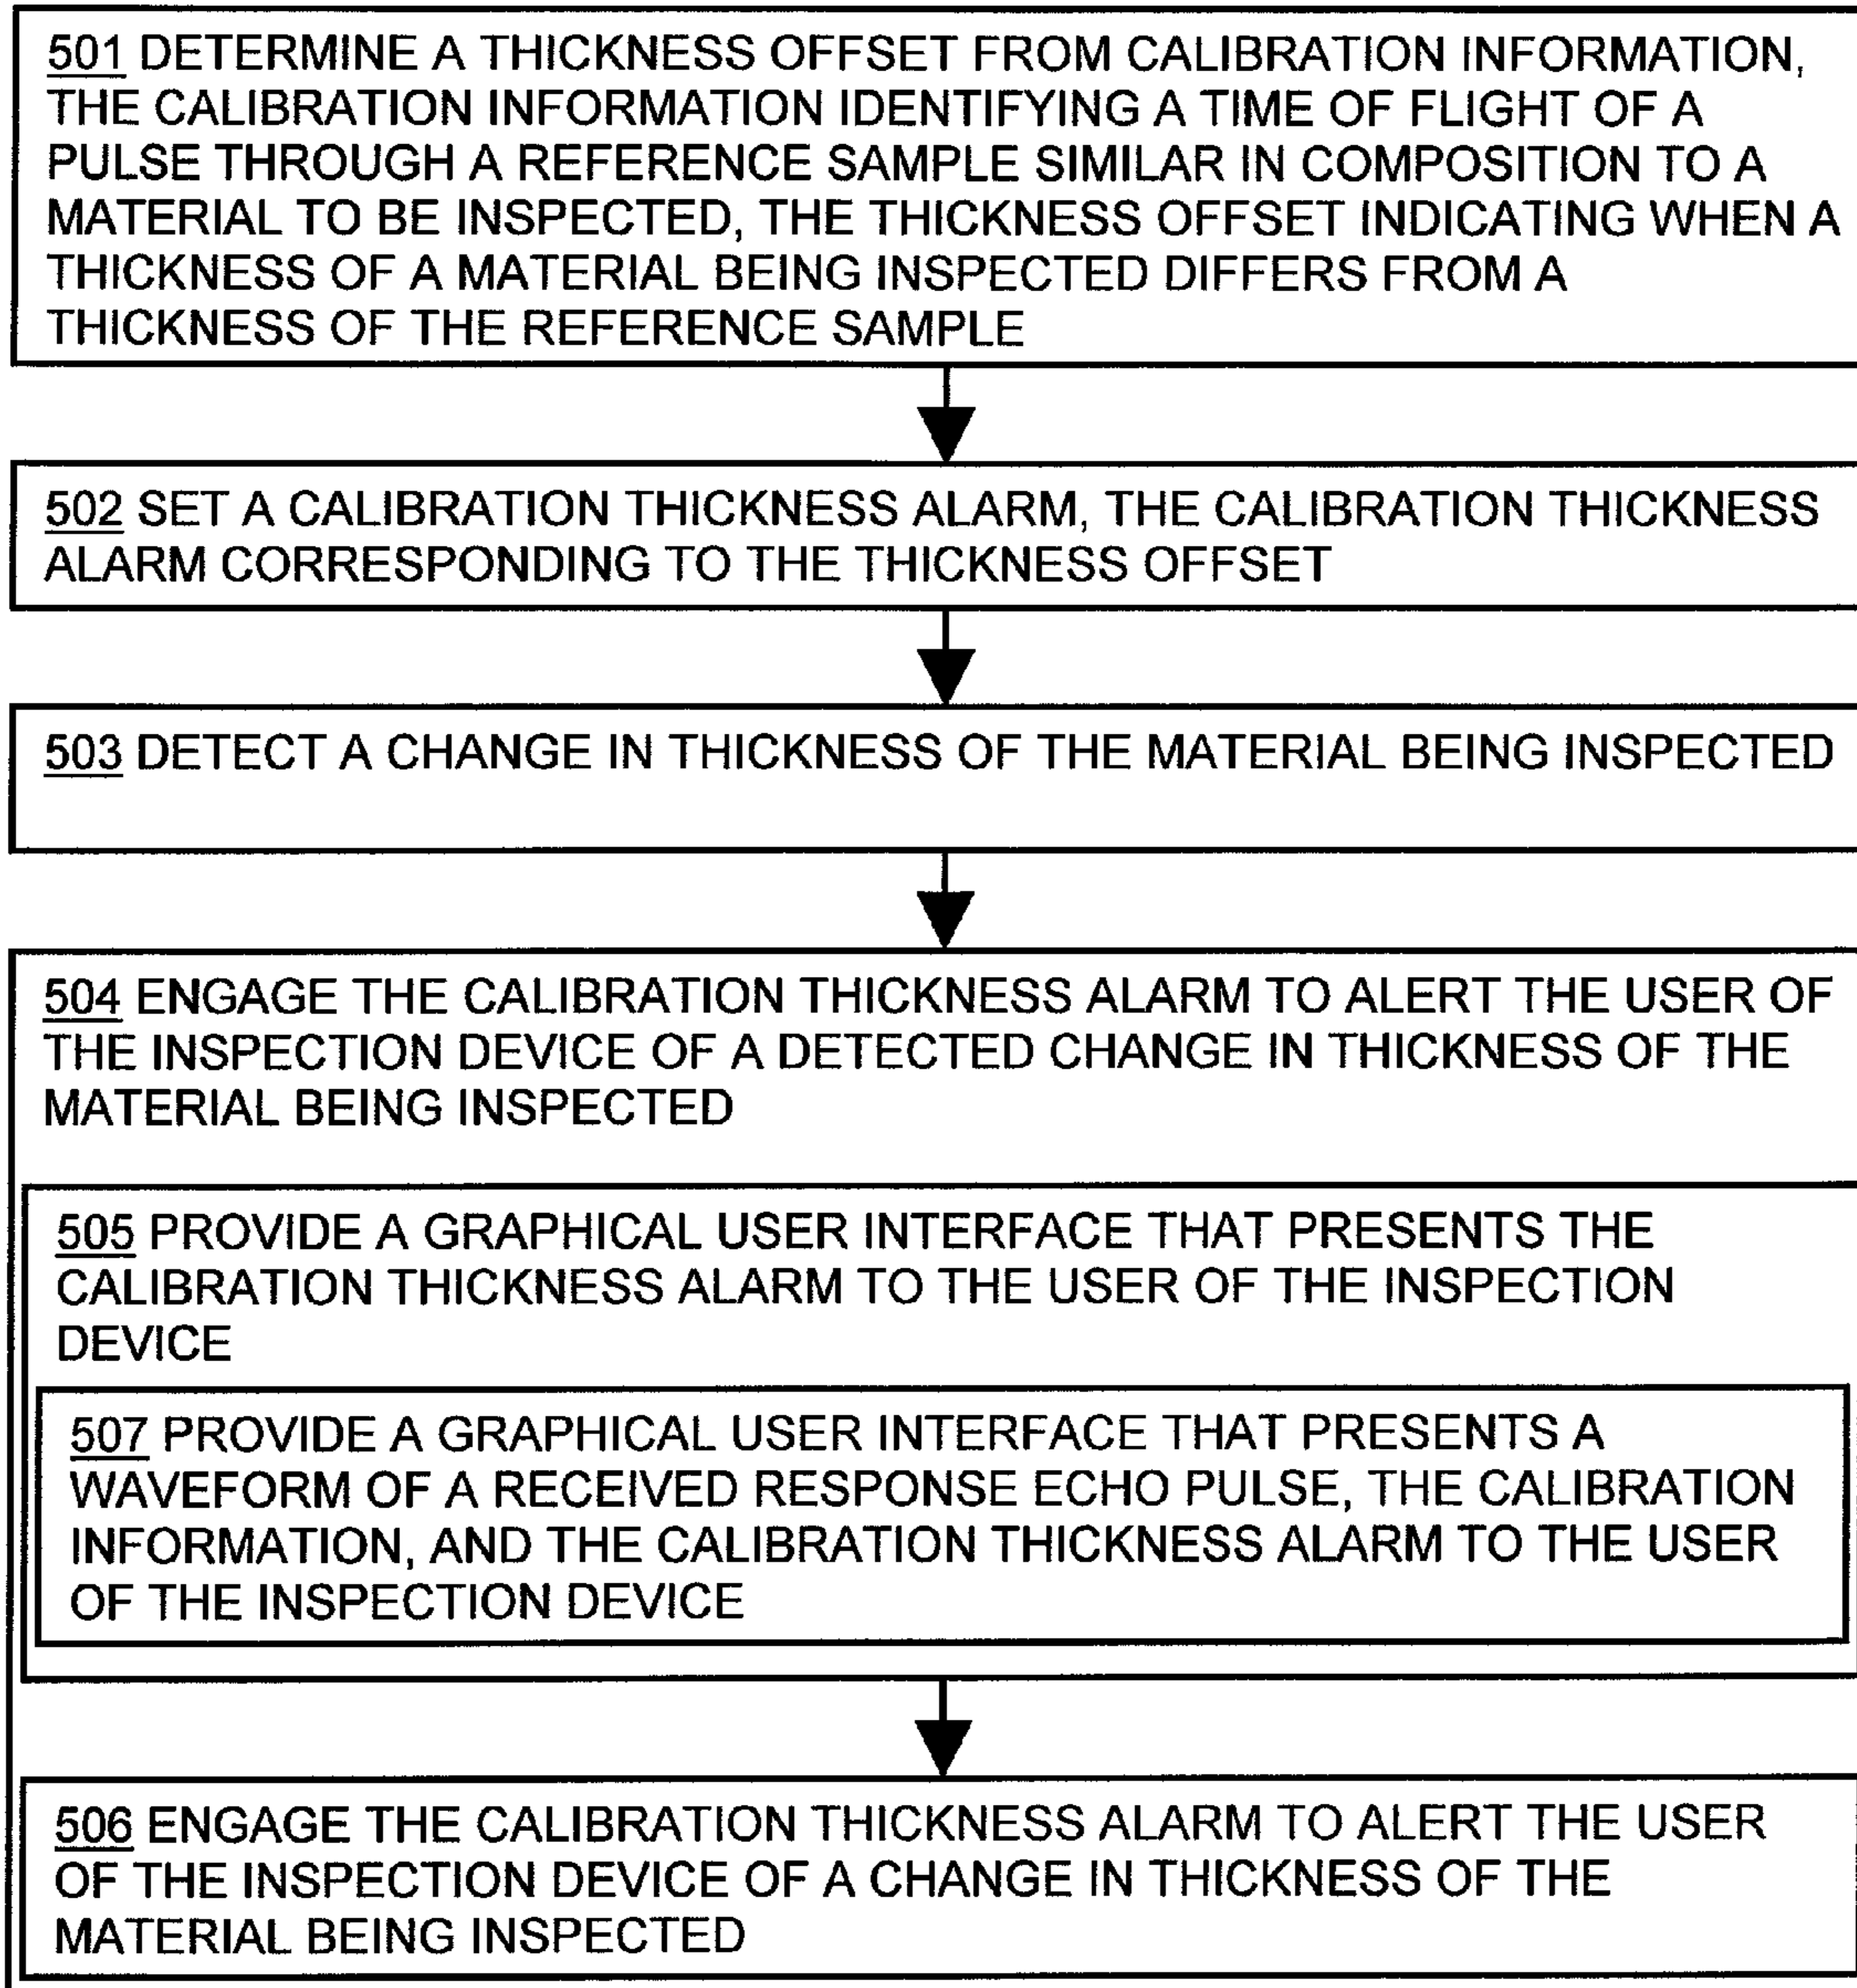 501 DETERMINE A THICKNESS OFFSET FROM CALIBRATION INFORMATION,
THE CALIBRATION INFORMATION IDENTIFYING A TIME OF FLIGHT OF A
PULSE THROUGH A REFERENCE SAMPLE SIMILAR IN COMPOSITION TO A
MATERIAL TO BE INSPECTED, THE THICKNESS OFFSET INDICATING WHEN A
THICKNESS OF A MATERIAL BEING INSPECTED DIFFERS FROM A
THICKNESS OF THE REFERENCE SAMPLE
502 SET A CALIBRATION THICKNESS ALARM, THE CALIBRATION THICKNESS
ALARM CORRESPONDING TO THE THICKNESS OFFSET
503 DETECT A CHANGE IN THICKNESS OF THE MATERIAL BEING INSPECTED
504 ENGAGE THE CALIBRATION THICKNESS ALARM TO ALERT THE USER OF
THE INSPECTION DEVICE OF A DETECTED CHANGE IN THICKNESS OF THE
MATERIAL BEING INSPECTED
505 PROVIDE A GRAPHICAL USER INTERFACE THAT PRESENTS THE
CALIBRATION THICKNESS ALARM TO THE USER OF THE INSPECTION
DEVICE
507 PROVIDE A GRAPHICAL USER INTERFACE THAT PRESENTS A
WAVEFORM OF A RECEIVED RESPONSE ECHO PULSE, THE CALIBRATION
INFORMATION, AND THE CALIBRATION THICKNESS ALARM TO THE USER
OF THE INSPECTION DEVICE
506 ENGAGE THE CALIBRATION THICKNESS ALARM TO ALERT THE USER
OF THE INSPECTION DEVICE OF A CHANGE IN THICKNESS OF THE
MATERIAL BEING INSPECTED